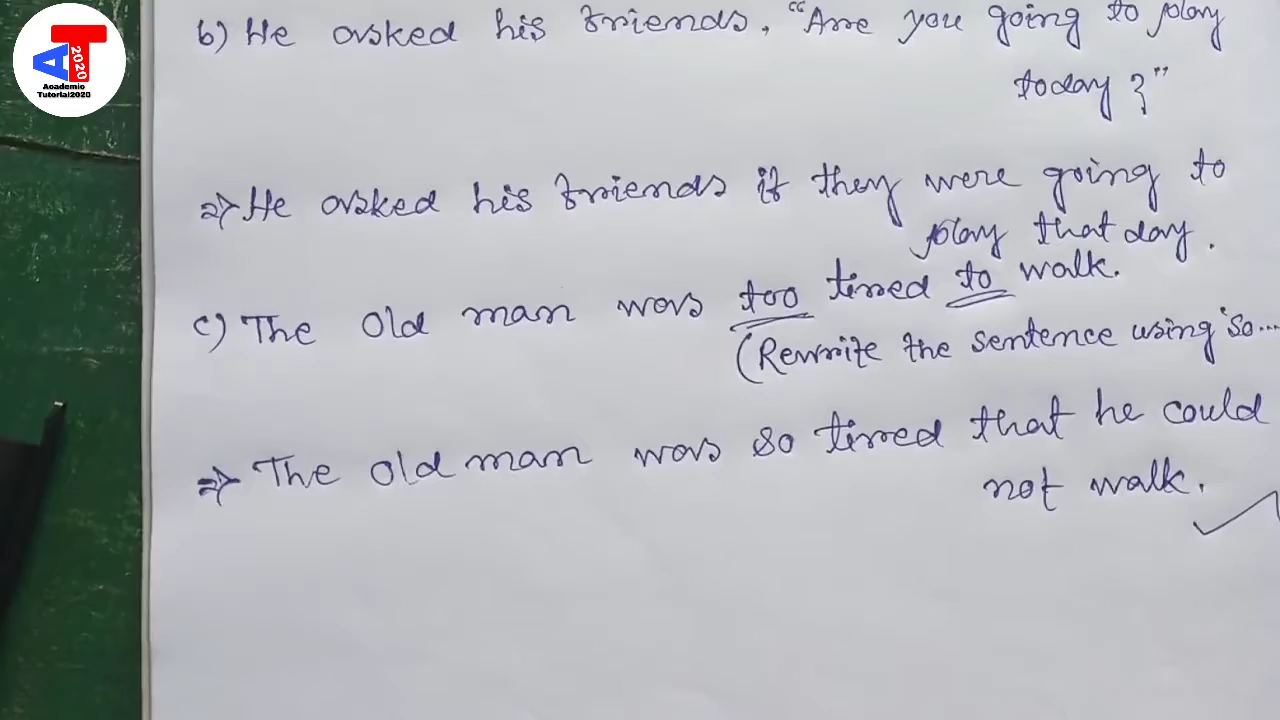 AT
2020
Academic
Tutorial2020
b) He asked his friends, "Are you going to play
today?"
⇒ He asked his friends if they were going to
play that day.
c) The Old man was too tired to walk.
(Rewrite the sentence using 'so...
⇒ The Old man was so tired that he could
not walk.